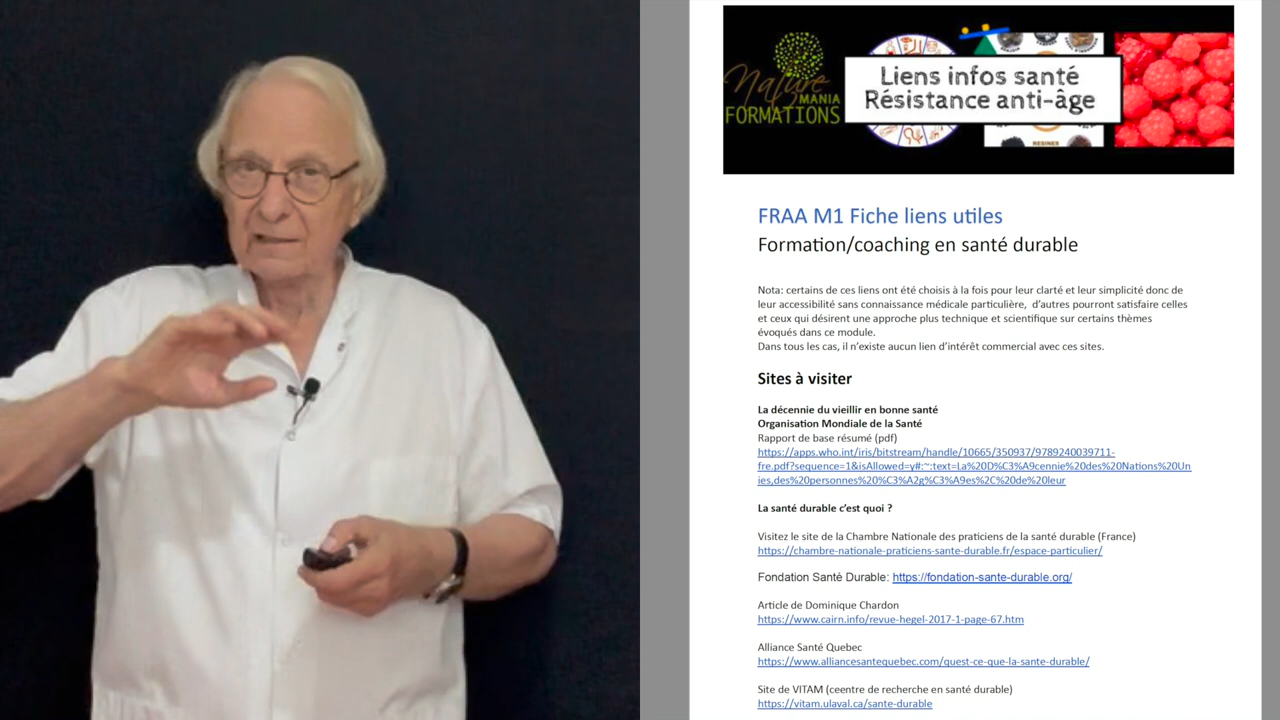 Nature
MANIA
FORMATIONS
Liens infos santé
Résistance anti-âge
RESINES
FRAA M1 Fiche liens utiles
Formation/coaching en santé durable
Nota: certains de ces liens ont été choisis à la fois pour leur clarté et leur simplicité donc de
leur accessibilité sans connaissance médicale particulière,  d'autres pourront satisfaire celles
et ceux qui désirent une approche plus technique et scientifique sur certains thèmes
évoqués dans ce module.
Dans tous les cas, il n'existe aucun lien d'intérêt commercial avec ces sites.
Sites à visiter
La décennie du vieillir en bonne santé
Organisation Mondiale de la Santé
Rapport de base résumé (pdf)
https://apps.who.int/iris/bitstream/handle/10665/350937/9789240039711-
fre.pdf?sequence=1&isAllowed=y#:~:text=La%20D%C3%A9cennie%20des%20Nations%20Un
ies,des%20personnes%20%C3%A2g%C3%A9es%2C%20de%20leur
La santé durable c'est quoi ?
Visitez le site de la Chambre Nationale des praticiens de la santé durable (France)
https://chambre-nationale-praticiens-sante-durable.fr/espace-particulier/
Fondation Santé Durable: https://fondation-sante-durable.org/
Article de Dominique Chardon
https://www.cairn.info/revue-hegel-2017-1-page-67.htm
Alliance Santé Quebec
https://www.alliancesantequebec.com/quest-ce-que-la-sante-durable/
Site de VITAM (ceentre de recherche en santé durable)
https://vitam.ulaval.ca/sante-durable